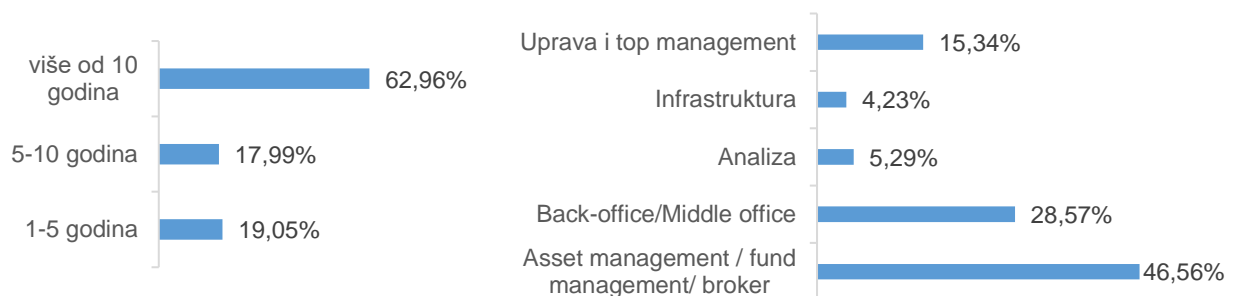 više od 10
godina
62,96%
5-10 godina
17,99%
1-5 godina
19,05%
Uprava i top management
15,34%
Infrastruktura
4,23%
Analiza
5,29%
Back-office/Middle office
28,57%
Asset management / fund
management/ broker
46,56%